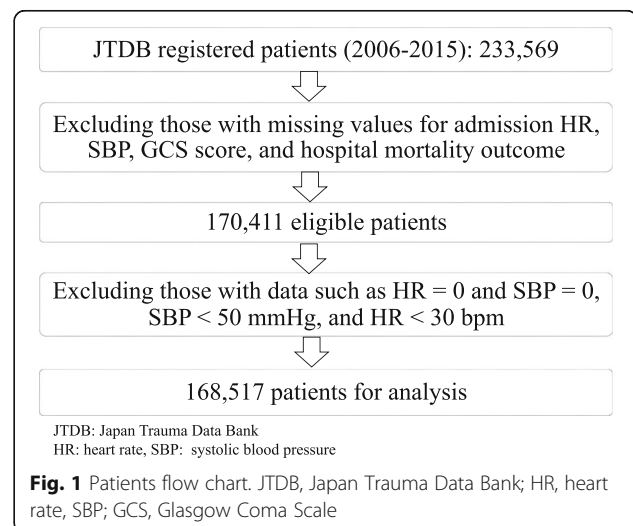 JTDB registered patients (2006-2015): 233,569
Excluding those with missing values for admission HR,
SBP, GCS score, and hospital mortality outcome
170,411 eligible patients
Excluding those with data such as HR = 0 and SBP = 0,
SBP < 50 mmHg, and HR < 30 bpm
168,517 patients for analysis
JTDB: Japan Trauma Data Bank
HR: heart rate, SBP: systolic blood pressure
Fig. 1 Patients flow chart. JTDB, Japan Trauma Data Bank; HR, heart
rate, SBP; GCS, Glasgow Coma Scale